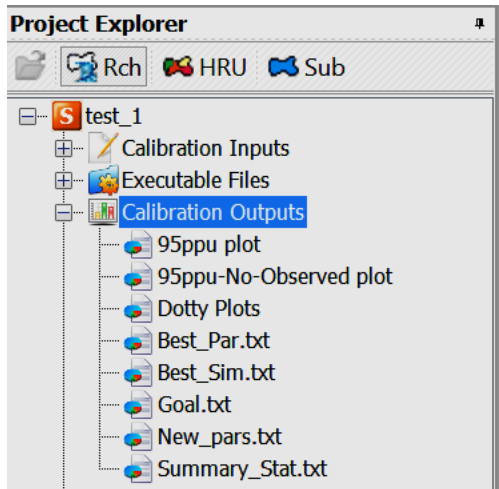 Project Explorer
Rch HRU Sub
S test_1
Calibration Inputs
Executable Files
Calibration Outputs
95ppu plot
95ppu-No-Observed plot
Dotty Plots
Best_Par.txt
Best_Sim.txt
Goal.txt
New_pars.txt
Summary_Stat.txt